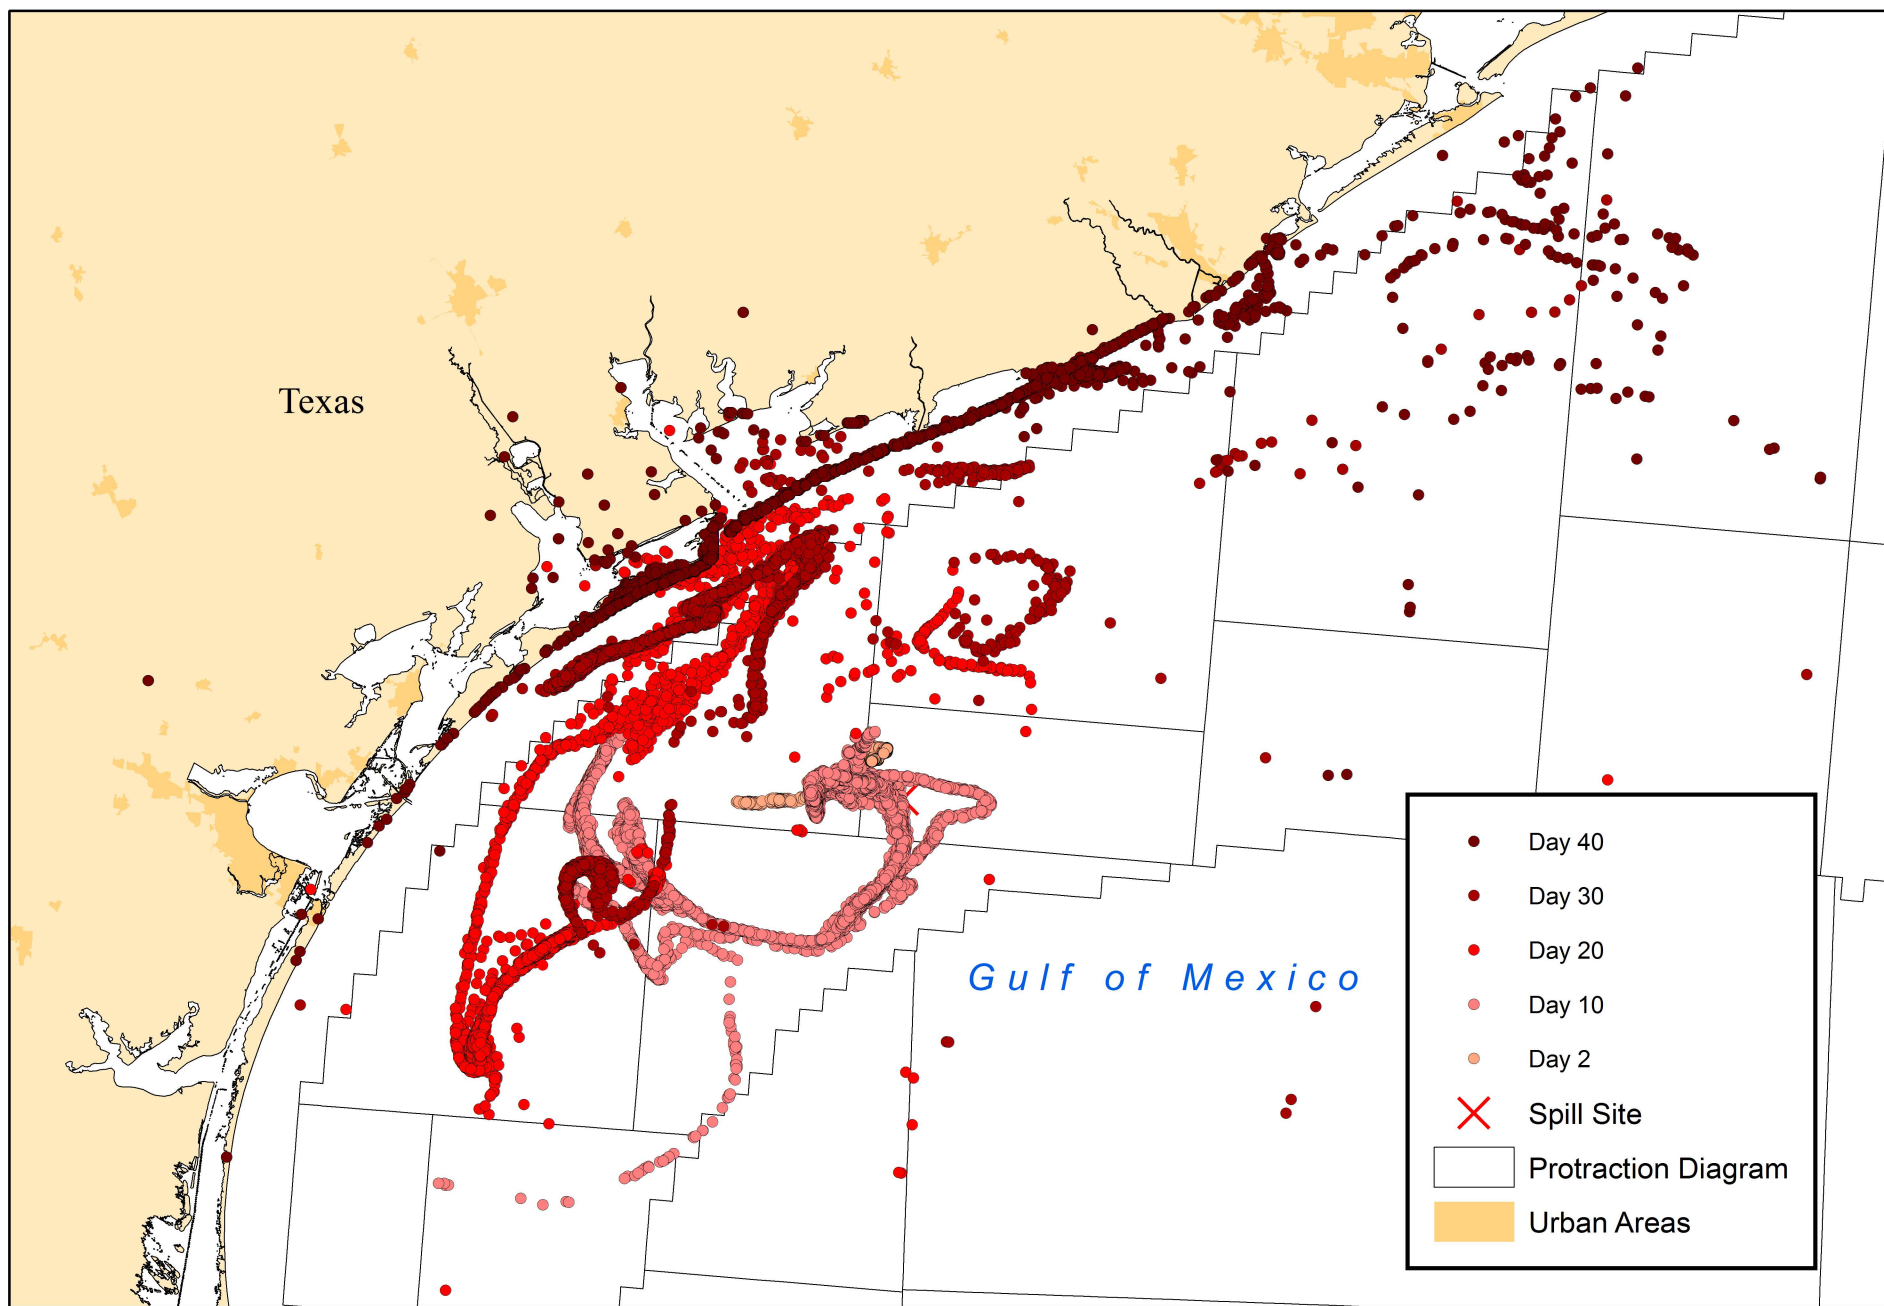 Texas
Gulf of Mexico
Day 40
Day 30
Day 20
Day 10
Day 2
Spill Site
Protraction Diagram
Urban Areas